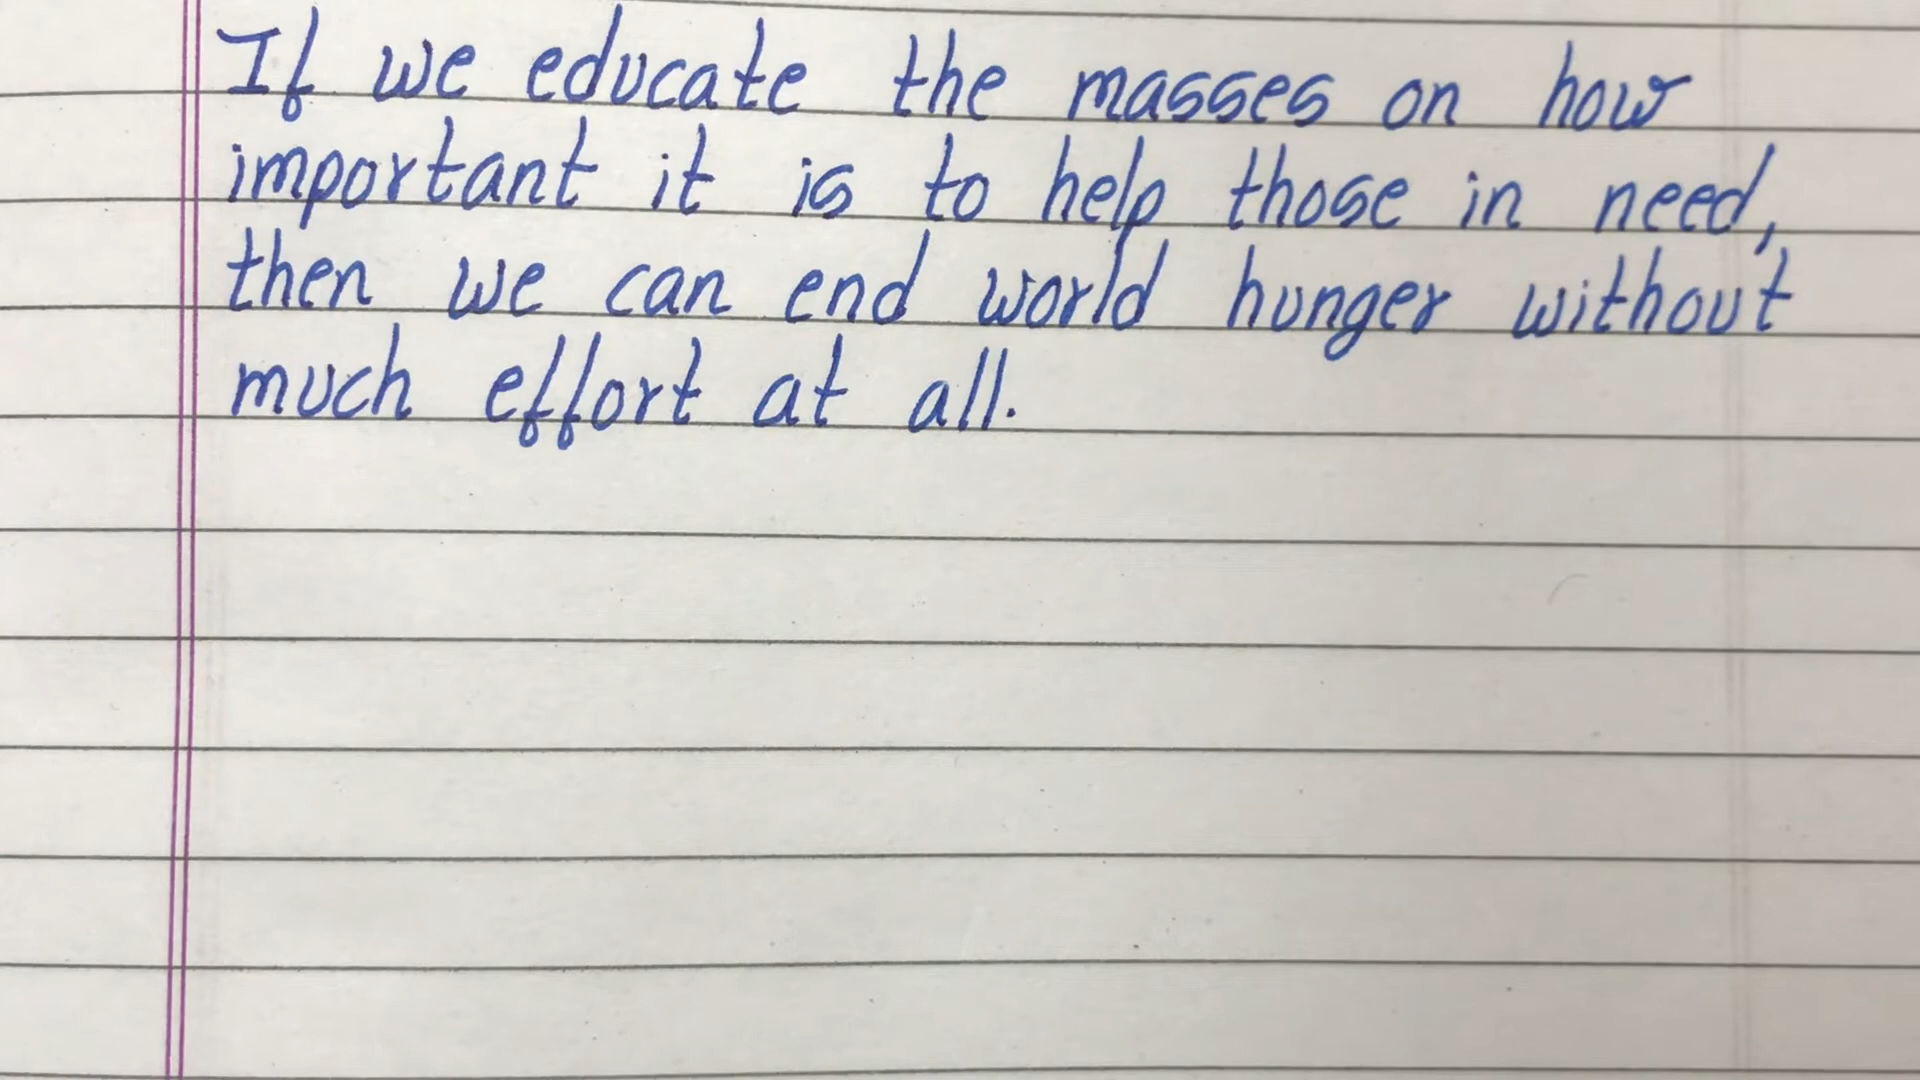 If we educate the masses on how
important it is to help those in need,
then we can end world hunger without
much effort at all.